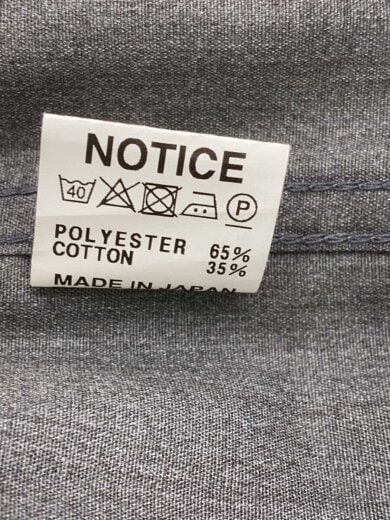 NOTICE
40 P
POLYESTER 65%
COTTON 35%
MADE IN JAPAN